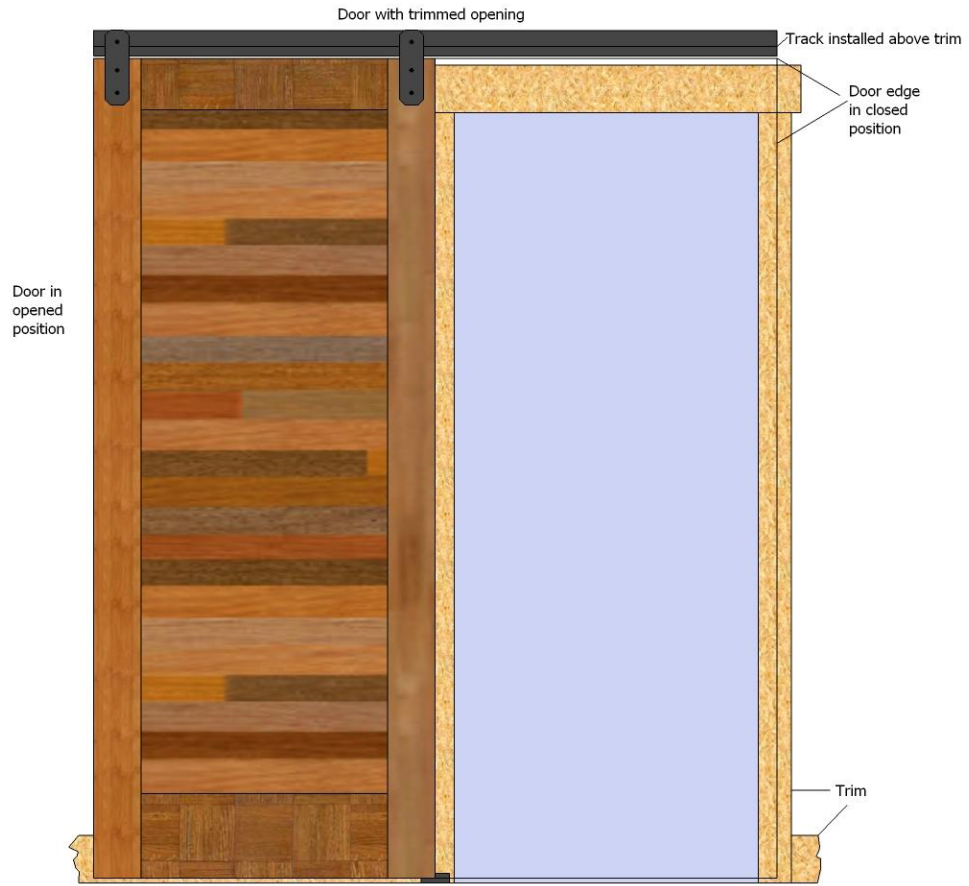 Door with trimmed opening
Track installed above trim
Door edge
in closed
position
Door in
opened
position
Trim